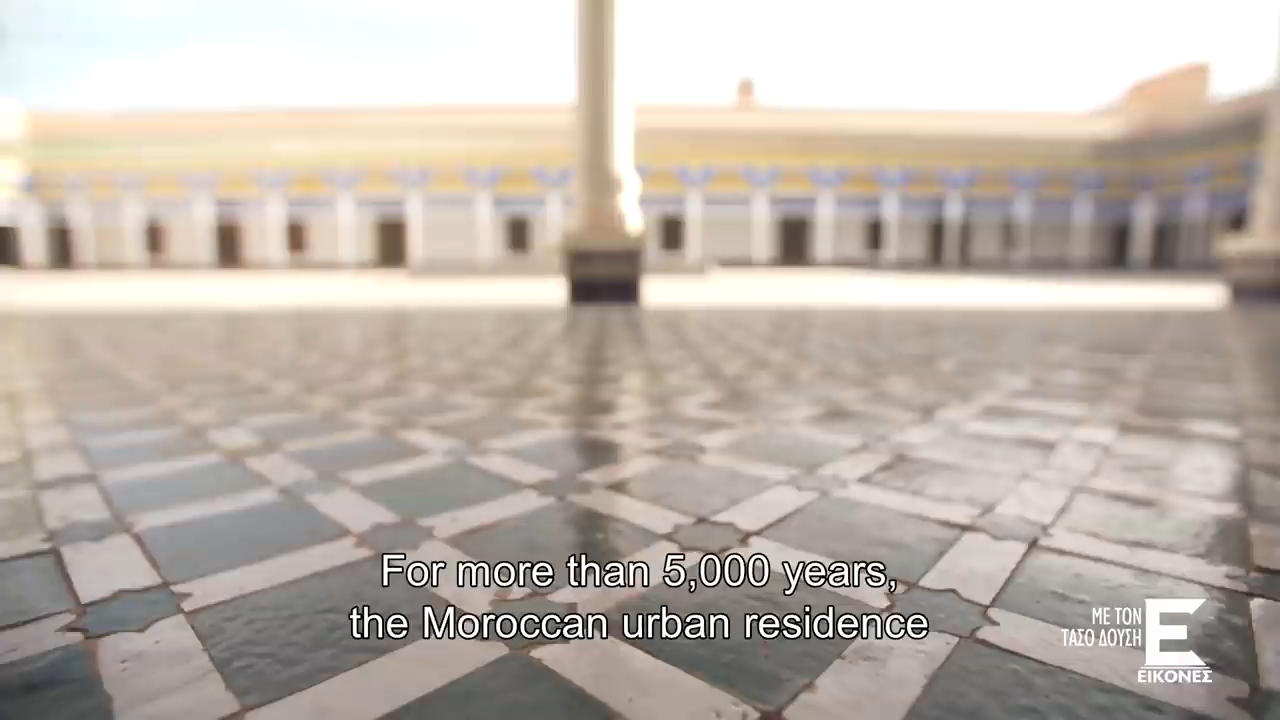 For more than 5,000 years,
the Moroccan urban residence
ΜΕ ΤΟΝ
ΤΑΣΟ ΔΟΥΣΗ
Ε
ΕΙΚΟΝΕΣ